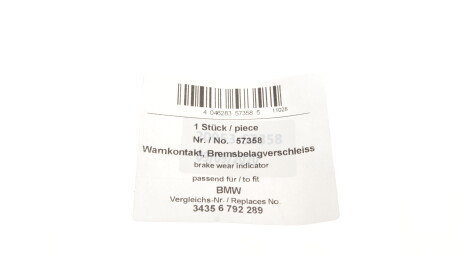 4 046283 57358 5
11028
1 Stück / piece
Nr. / No. 57358
Warnkontakt, Bremsbelagverschleiss
brake wear indicator
passend für / to fit
BMW
Vergleichs-Nr. / Replaces No.
3435 6 792 289